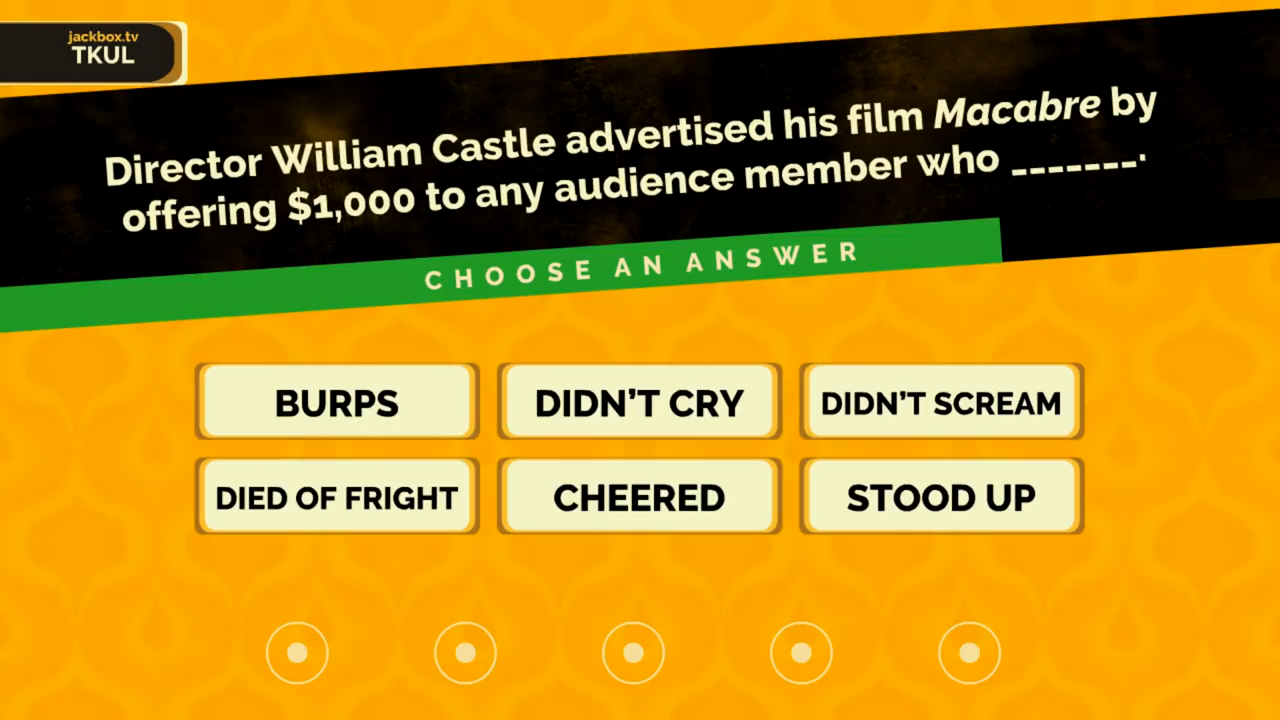 jackbox.tv
TKUL
Director William Castle advertised his film Macabre by
offering $1,000 to any audience member who _______.
CHOOSE AN ANSWER
BURPS
DIDN'T CRY
DIDN'T SCREAM
DIED OF FRIGHT
CHEERED
STOOD UP